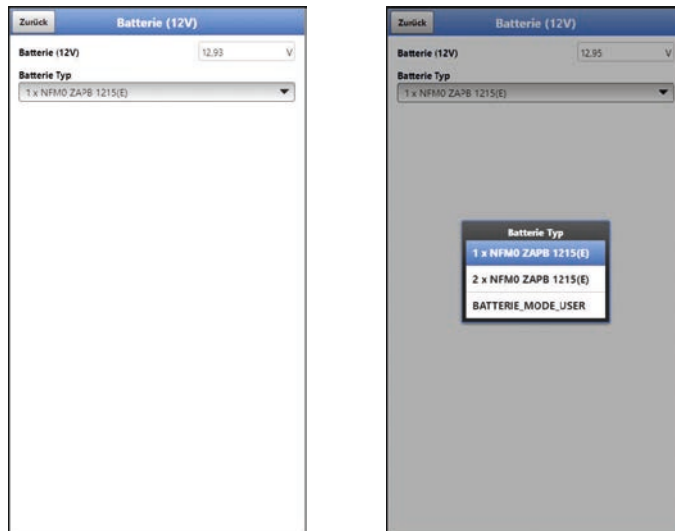 Zurück Batterie (12V)
Batterie (12V) 12,93 V
Batterie Typ
1 x NFM0 ZAPB 1215(E)
Zurück Batterie (12V)
Batterie (12V) 12,95 V
Batterie Typ
1 x NFM0 ZAPB 1215(E)
Batterie Typ
1 x NFM0 ZAPB 1215(E)
2 x NFM0 ZAPB 1215(E)
BATTERIE_MODE_USER